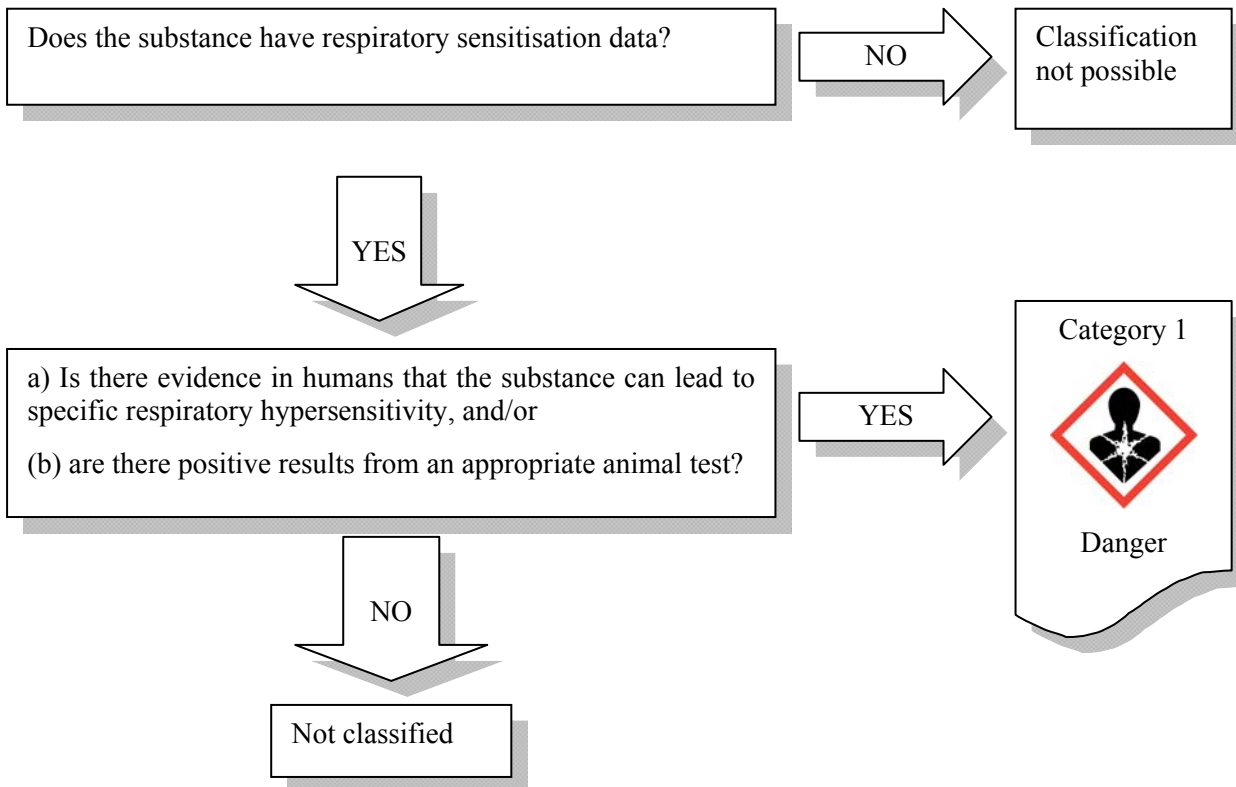 Does the substance have respiratory sensitisation data?
NO
Classification
not possible
YES
a) Is there evidence in humans that the substance can lead to
specific respiratory hypersensitivity, and/or
(b) are there positive results from an appropriate animal test?
YES
Category 1
Danger
NO
Not classified